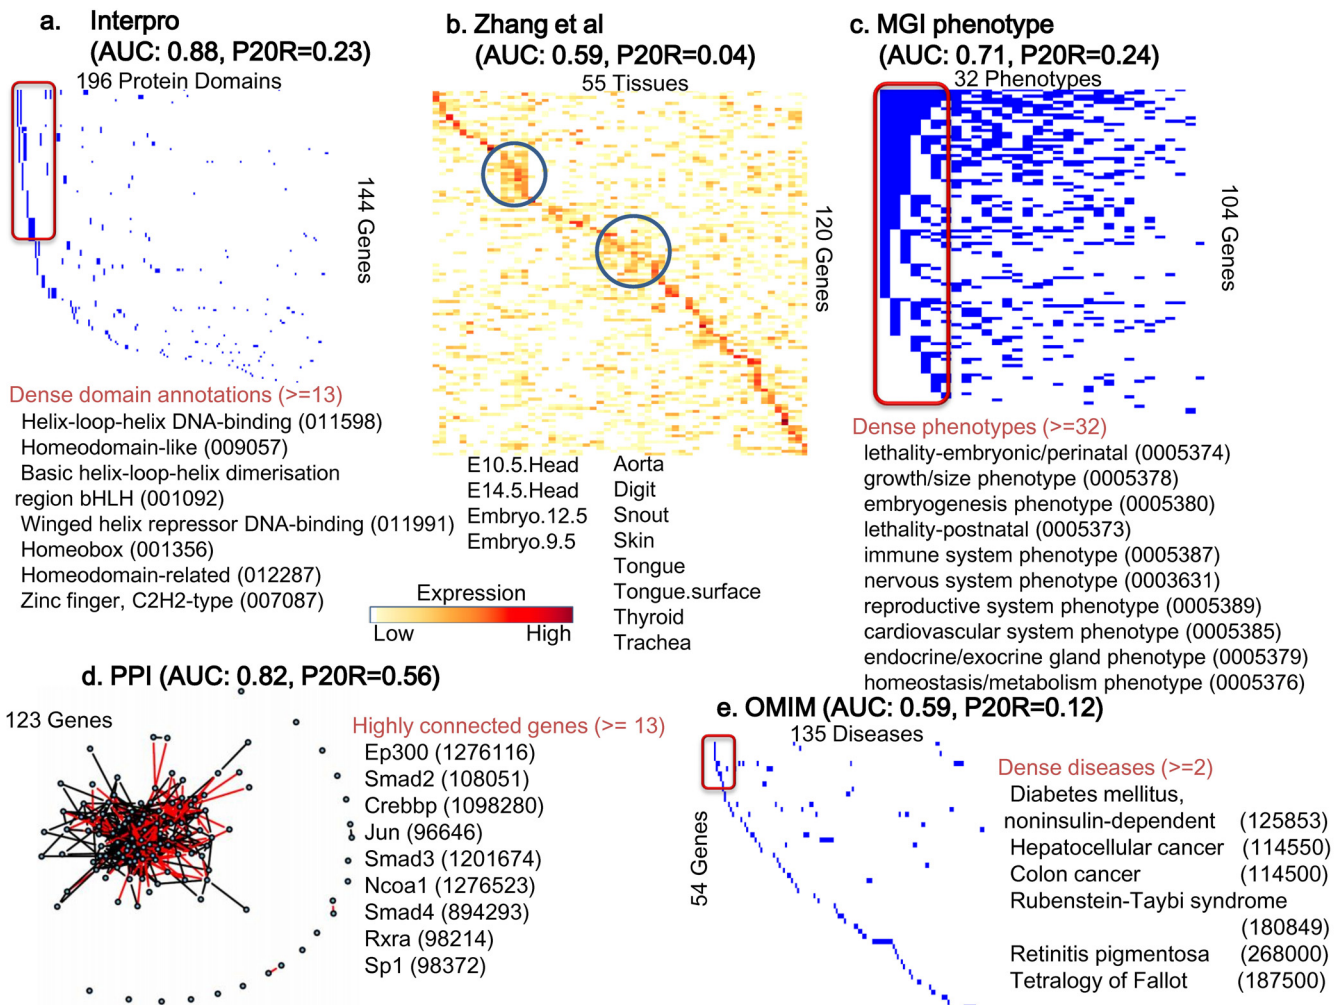 a. Interpro
(AUC: 0.88, P20R=0.23)
196 Protein Domains
144 Genes
Dense domain annotations (>=13)
Helix-loop-helix DNA-binding (011598)
Homeodomain-like (009057)
Basic helix-loop-helix dimerisation
region bHLH (001092)
Winged helix repressor DNA-binding (011991)
Homeobox (001356)
Homeodomain-related (012287)
Zinc finger, C2H2-type (007087)
b. Zhang et al
(AUC: 0.59, P20R=0.04)
55 Tissues
120 Genes
E10.5.Head
E14.5.Head
Embryo.12.5
Embryo.9.5
Aorta
Digit
Snout
Skin
Tongue
Tongue.surface
Thyroid
Trachea
Expression
Low High
c. MGI phenotype
(AUC: 0.71, P20R=0.24)
32 Phenotypes
104 Genes
Dense phenotypes (>=32)
lethality-embryonic/perinatal (0005374)
growth/size phenotype (0005378)
embryogenesis phenotype (0005380)
lethality-postnatal (0005373)
immune system phenotype (0005387)
nervous system phenotype (0003631)
reproductive system phenotype (0005389)
cardiovascular system phenotype (0005385)
endocrine/exocrine gland phenotype (0005379)
homeostasis/metabolism phenotype (0005376)
d. PPI (AUC: 0.82, P20R=0.56)
123 Genes
Highly connected genes (>= 13)
Ep300 (1276116)
Smad2 (108051)
Crebbp (1098280)
Jun (96646)
Smad3 (1201674)
Ncoa1 (1276523)
Smad4 (894293)
Rxra (98214)
Sp1 (98372)
e. OMIM (AUC: 0.59, P20R=0.12)
135 Diseases
54 Genes
Dense diseases (>=2)
Diabetes mellitus,
noninsulin-dependent (125853)
Hepatocellular cancer (114550)
Colon cancer (114500)
Rubenstein-Taybi syndrome
(180849)
Retinitis pigmentosa (268000)
Tetralogy of Fallot (187500)